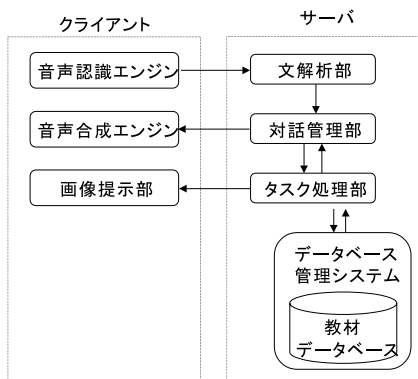 クライアント
サーバ
音声認識エンジン
文解析部
音声合成エンジン
対話管理部
画像提示部
タスク処理部
データベース
管理システム
教材
データベース